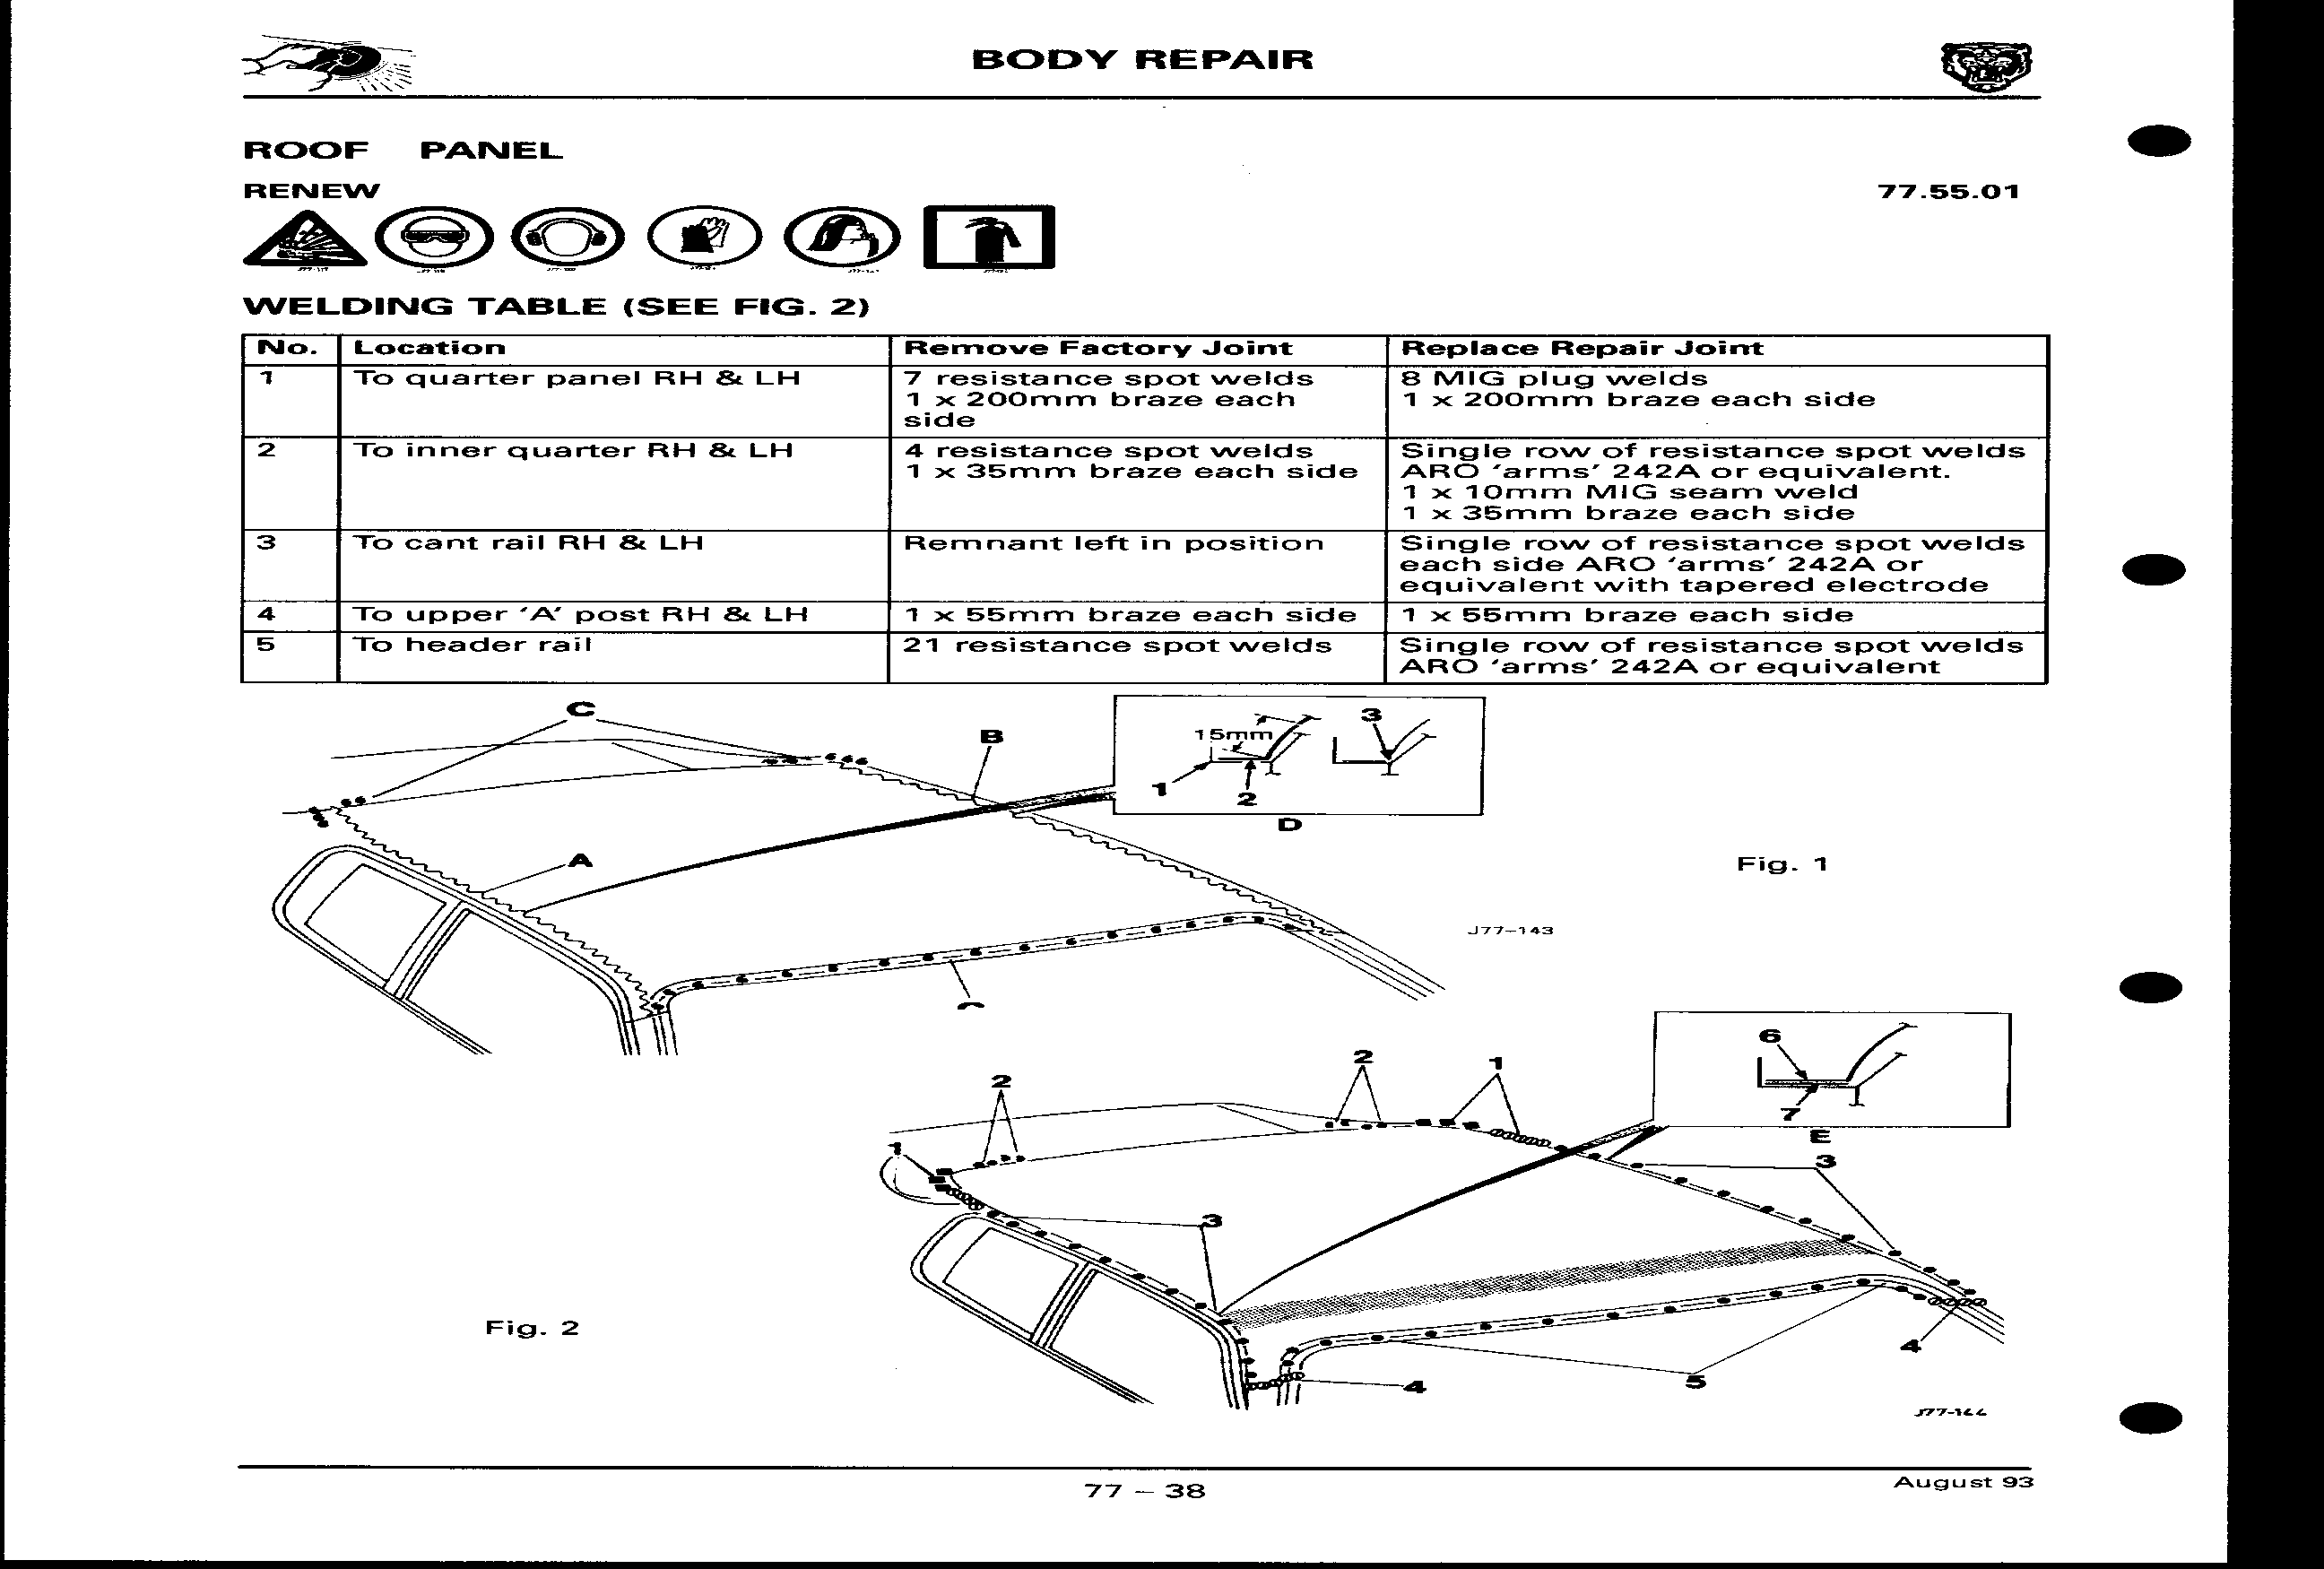 BODY REPAIR
ROOF PANEL
RENEW
77.55.01
WELDING TABLE (SEE FIG. 2)
No. Location Remove Factory Joint Replace Repair Joint
1 To quarter panel RH & LH 7 resistance spot welds 8 MIG plug welds
1 x 200mm braze each 1 x 200mm braze each side
side
2 To inner quarter RH & LH 4 resistance spot welds Single row of resistance spot welds
1 x 35mm braze each side ARO 'arms' 242A or equivalent.
1 x 10mm MIG seam weld
1 x 35mm braze each side
3 To cant rail RH & LH Remnant left in position Single row of resistance spot welds
each side ARO 'arms' 242A or
equivalent with tapered electrode
4 To upper 'A' post RH & LH 1 x 55mm braze each side 1 x 55mm braze each side
5 To header rail 21 resistance spot welds Single row of resistance spot welds
ARO 'arms' 242A or equivalent
C
B
15mm
3
1
2
D
A
Fig. 1
J77-143
C
6
7
E
2
2
1
1
3
3
Fig. 2
4
5
4
J77-144
77 – 38
August 93